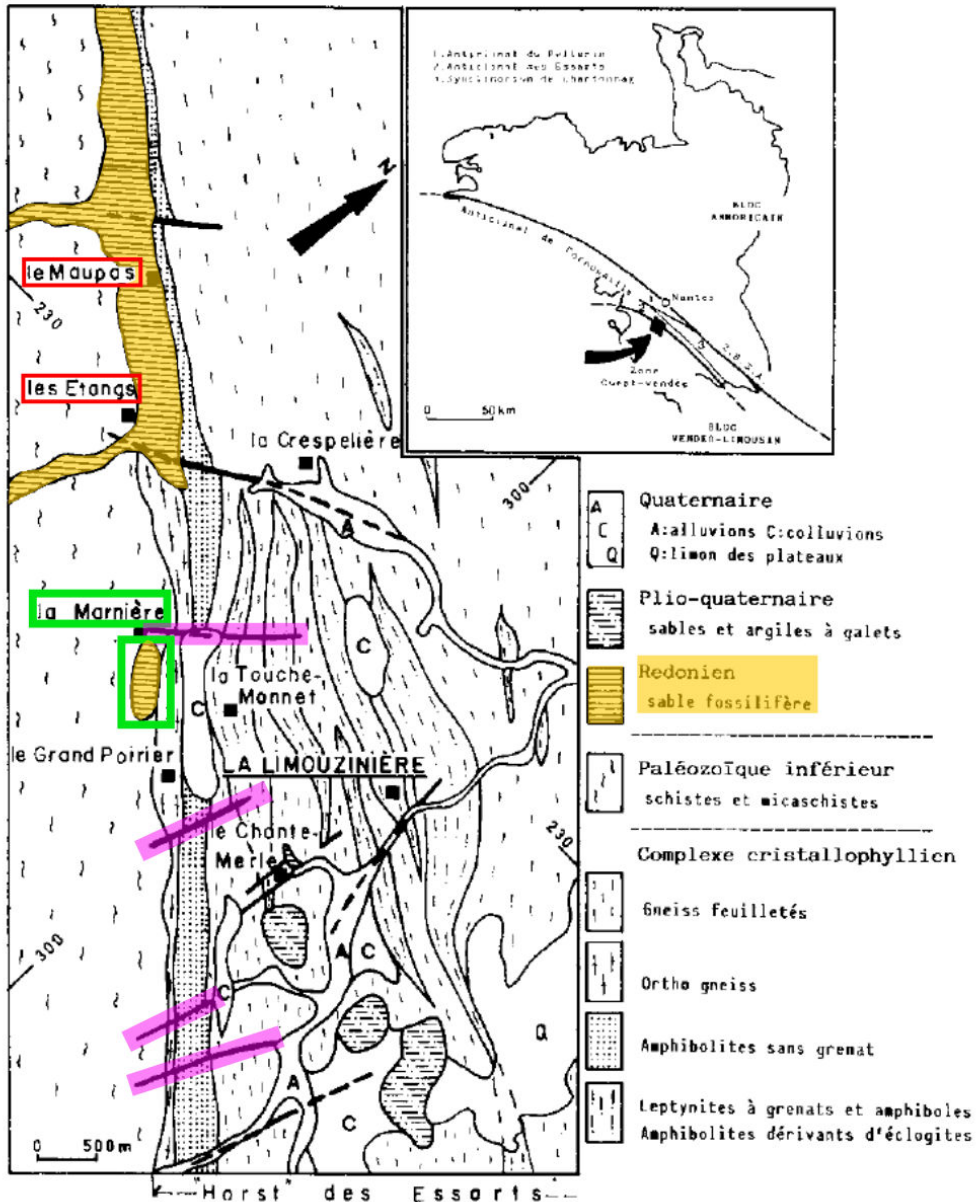 1.Anticlinal du Pellerin
2.Anticlinal des Essarts
3.Synclinorium de Chantonnay
N
BLOC
ARMORICAIN
Anticlinal de Cornouaille
Nantes
Z.B.S.A.
Zone
Ouest-vendée
0 50 km
BLOC
VENDEO-LIMOUSIN
le Maupas
230
les Etangs
la Crespelière
300
A
la Marnière
C
la Touche-
Monnet
C
le Grand Poirier
LA LIMOUZINIÈRE
le Chante-
Merle
230
300
A
C
C
Q
A
C
0 500m
"Horst" des Essarts"
A
C
Q
Quaternaire
A:alluvions C:colluvions
Q:limon des plateaux
Plio-quaternaire
sables et argiles à galets
Redonien
sable fossilifère
Paléozoïque inférieur
schistes et micaschistes
Complexe cristallophyllien
Gneiss feuilletés
Ortho gneiss
Amphibolites sans grenat
Leptynites à grenats et amphiboles
Amphibolites dérivants d'éclogites